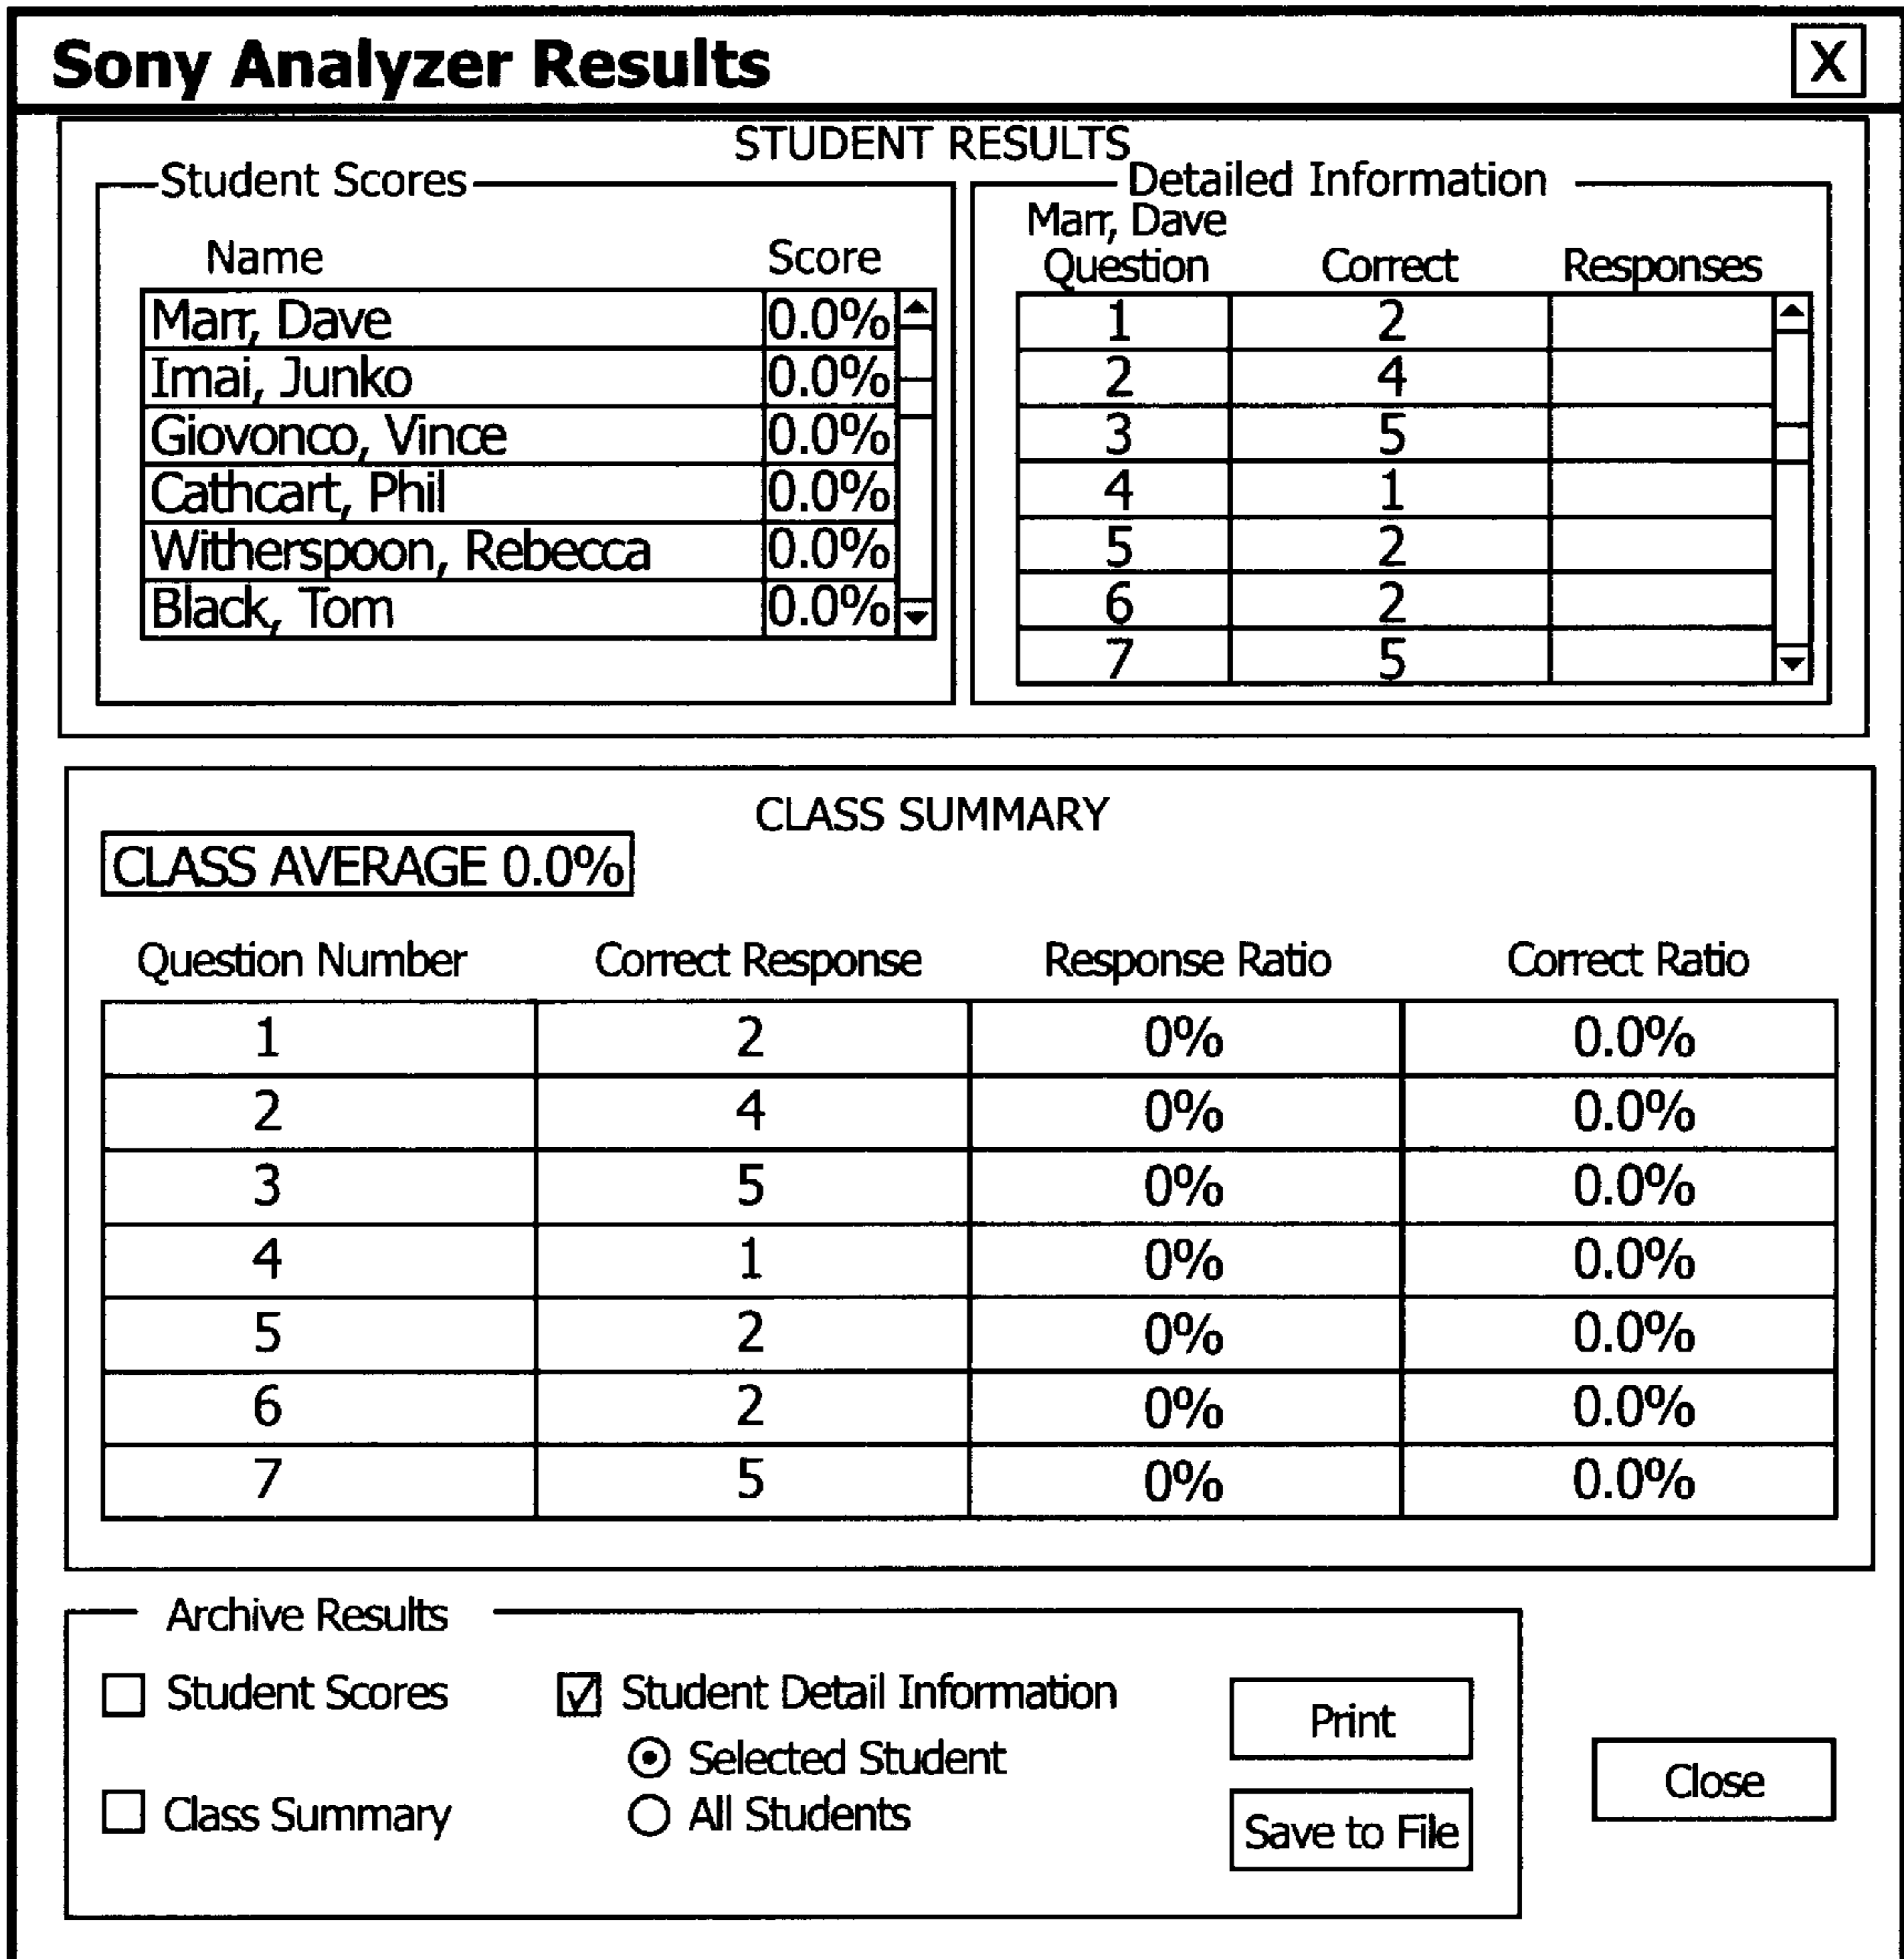 Sony Analyzer Results X
STUDENT RESULTS
Student Scores
Name Score
Marr, Dave 0.0%
Imai, Junko 0.0%
Giovonco, Vince 0.0%
Cathcart, Phil 0.0%
Witherspoon, Rebecca 0.0%
Black, Tom 0.0%
Detailed Information
Marr, Dave
Question Correct Responses
1 2
2 4
3 5
4 1
5 2
6 2
7 5
CLASS SUMMARY
CLASS AVERAGE 0.0%
Question Number Correct Response Response Ratio Correct Ratio
1 2 0% 0.0%
2 4 0% 0.0%
3 5 0% 0.0%
4 1 0% 0.0%
5 2 0% 0.0%
6 2 0% 0.0%
7 5 0% 0.0%
Archive Results
Student Scores
Class Summary
Student Detail Information
Selected Student
All Students
Print
Save to File
Close